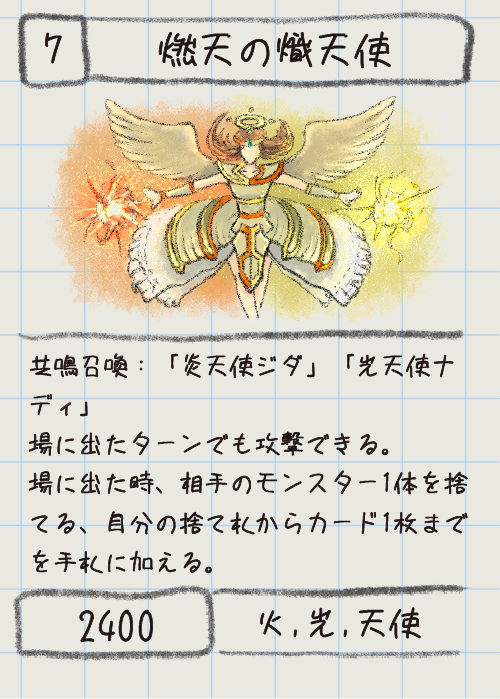 7
燃天の熾天使
共鳴召喚：「炎天使ジダ」「光天使ナ
ディ」
場に出たターンでも攻撃できる。
場に出た時、相手のモンスター1体を捨
てる、自分の捨て札からカード1枚まで
を手札に加える。
2400
火,光,天使